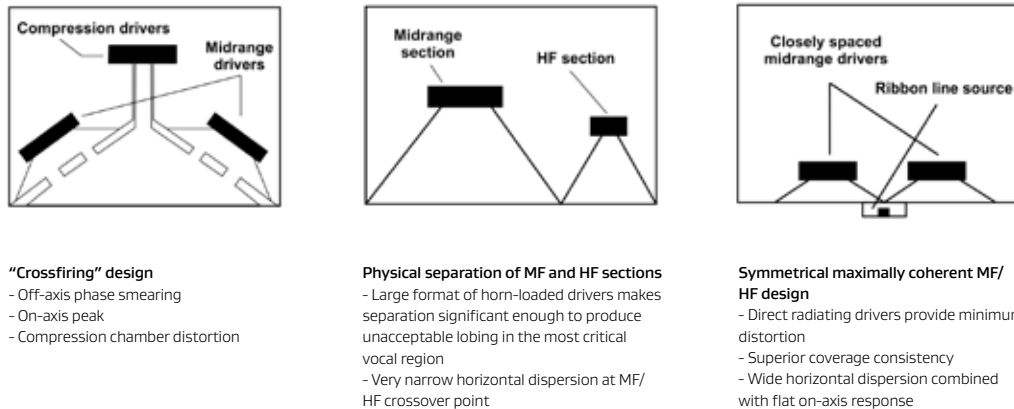 Compression drivers
Midrange
drivers
Midrange
section
HF section
Closely spaced
midrange drivers
Ribbon line source
“Crossfiring” design
- Off-axis phase smearing
- On-axis peak
- Compression chamber distortion
Physical separation of MF and HF sections
- Large format of horn-loaded drivers makes
separation significant enough to produce
unacceptable lobing in the most critical
vocal region
- Very narrow horizontal dispersion at MF/
HF crossover point
Symmetrical maximally coherent MF/
HF design
- Direct radiating drivers provide minimum
distortion
- Superior coverage consistency
- Wide horizontal dispersion combined
with flat on-axis response